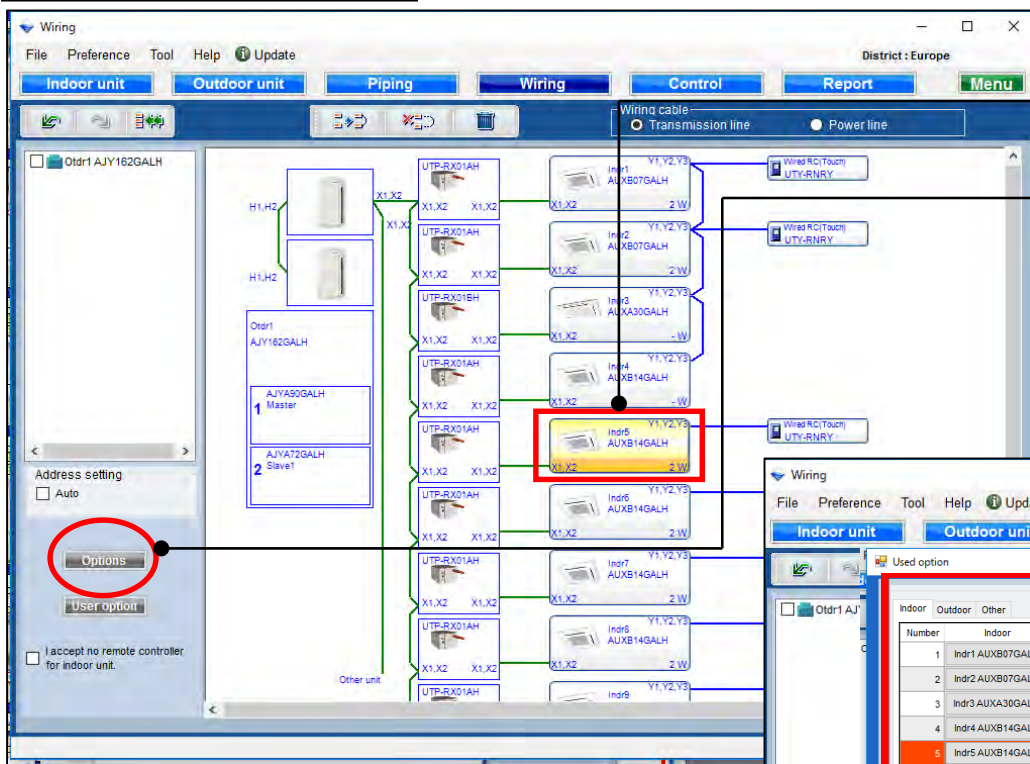 Wiring
File Preference Tool Help Update
District : Europe
Indoor unit Outdoor unit Piping Wiring Control Report Menu
Wiring cable
Transmission line Power line
Otdr1 AJY162GALH
Address setting
Auto
Options
User option
I accept no remote controller
for indoor unit.
H1,H2
H1,H2
X1,X2
X1,X2
Otdr1
AJY162GALH
1 AJYA90GALH
Master
2 AJYA72GALH
Slave1
Other unit
UTP-RX01AH
X1,X2 X1,X2
UTP-RX01AH
X1,X2 X1,X2
UTP-RX01BH
X1,X2 X1,X2
UTP-RX01AH
X1,X2 X1,X2
UTP-RX01AH
X1,X2 X1,X2
UTP-RX01AH
X1,X2 X1,X2
UTP-RX01AH
X1,X2 X1,X2
UTP-RX01AH
X1,X2 X1,X2
UTP-RX01AH
Y1,Y2,Y3
Indr1
AUXB07GALH
X1,X2 2 W
Y1,Y2,Y3
Indr2
AUXB07GALH
X1,X2 2 W
Y1,Y2,Y3
Indr3
AUXA30GALH
X1,X2 - W
Y1,Y2,Y3
Indr4
AUXB14GALH
X1,X2 - W
Y1,Y2,Y3
Indr5
AUXB14GALH
X1,X2 2 W
Y1,Y2,Y3
Indr6
AUXB14GALH
X1,X2 2 W
Y1,Y2,Y3
Indr7
AUXB14GALH
X1,X2 2 W
Y1,Y2,Y3
Indr8
AUXB14GALH
X1,X2 2 W
Y1,Y2,Y3
Indr9
Wired RC(Touch)
UTY-RNRY
Wired RC(Touch)
UTY-RNRY
Wired RC(Touch)
UTY-RNRY
Wiring
File Preference Tool Help Upd
Indoor unit Outdoor uni
Otdr1 AJ
Used option
Indoor Outdoor Other
Number Indoor
1 Indr1 AUXB07GAL
2 Indr2 AUXB07GAL
3 Indr3 AUXA30GAL
4 Indr4 AUXB14GAL
5 Indr5 AUXB14GAL